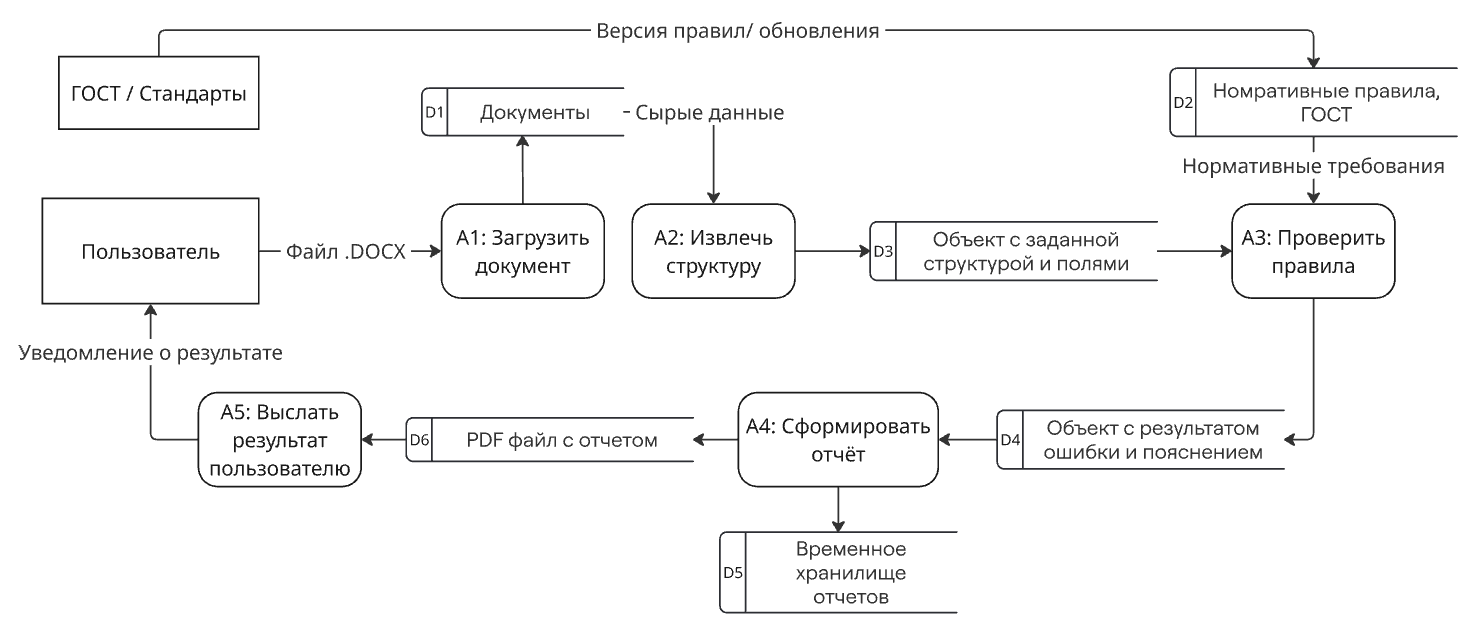 Версия правил/ обновления
ГОСТ / Стандарты
D1
Документы
Сырые данные
D2
Номративные правила,
ГОСТ
Нормативные требования
Пользователь
Файл .DOCX
A1: Загрузить
документ
A2: Извлечь
структуру
D3
Объект с заданной
структурой и полями
A3: Проверить
правила
Уведомление о результате
A5: Выслать
результат
пользователю
D6
PDF файл с отчетом
A4: Сформировать
отчёт
D4
Объект с результатом
ошибки и пояснением
D5
Временное
хранилище
отчетов